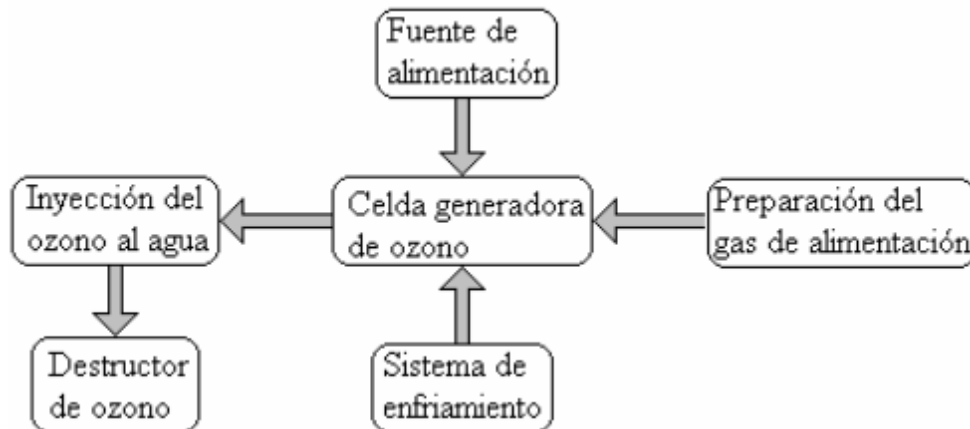 Fuente de
alimentación
Inyección del
ozono al agua
Celda generadora
de ozono
Preparación del
gas de alimentación
Destructor
de ozono
Sistema de
enfriamiento